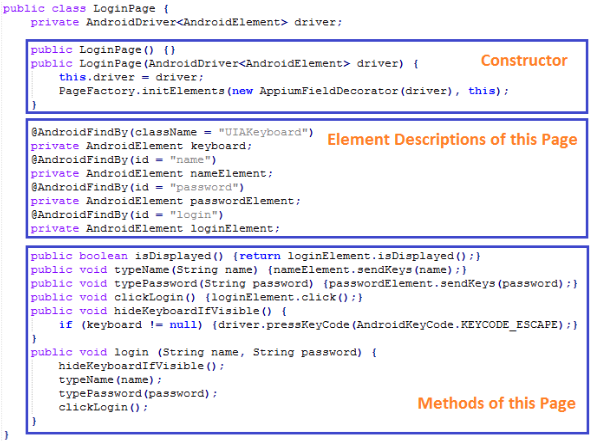 public class LoginPage {
    private AndroidDriver<AndroidElement> driver;
    public LoginPage() {}
    public LoginPage(AndroidDriver<AndroidElement> driver) {
        this.driver = driver;
        PageFactory.initElements(new AppiumFieldDecorator(driver), this);
    }
Constructor
    @AndroidFindBy(className = "UIAKeyboard")
    private AndroidElement keyboard;
    @AndroidFindBy(id = "name")
    private AndroidElement nameElement;
    @AndroidFindBy(id = "password")
    private AndroidElement passwordElement;
    @AndroidFindBy(id = "login")
    private AndroidElement loginElement;
Element Descriptions of this Page
    public boolean isDisplayed() {return loginElement.isDisplayed();}
    public void typeName(String name) {nameElement.sendKeys(name);}
    public void typePassword(String password) {passwordElement.sendKeys(password);}
    public void clickLogin() {loginElement.click();}
    public void hideKeyboardIfVisible() {
        if (keyboard != null) {driver.pressKeyCode(AndroidKeyCode.KEYCODE_ESCAPE);}
    }
    public void login (String name, String password) {
        hideKeyboardIfVisible();
        typeName(name);
        typePassword(password);
        clickLogin();
    }
Methods of this Page
}